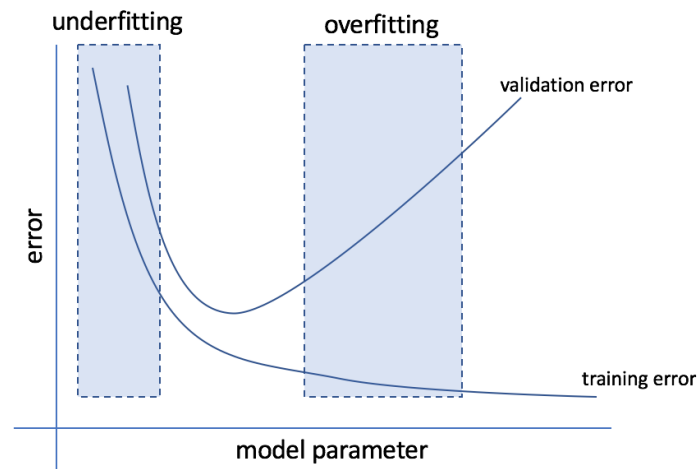 underfitting
overfitting
validation error
error
training error
model parameter